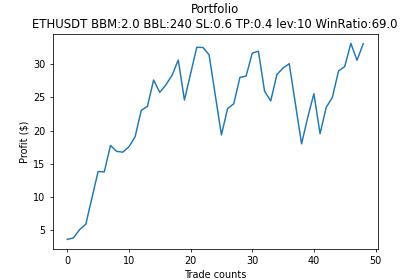 Portfolio
ETHUSDT BBM:2.0 BBL:240 SL:0.6 TP:0.4 lev:10 WinRatio:69.0
30
25
20
15
10
5
Profit ($)
0 10 20 30 40 50
Trade counts